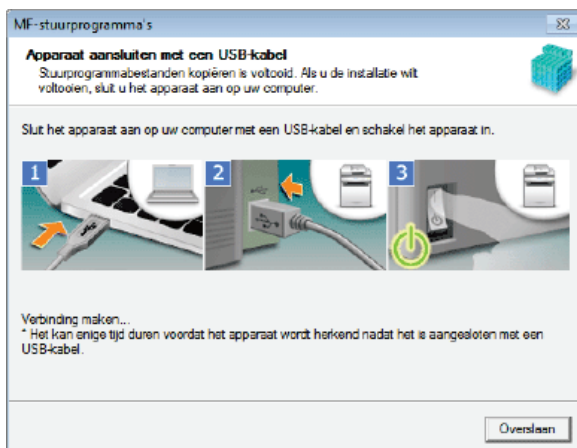 MF-stuurprogramma's
Apparaat aansluiten met een USB-kabel
Stuurprogrammabestanden kopiëren is voltooid. Als u de installatie wilt
voltooien, sluit u het apparaat aan op uw computer.
Sluit het apparaat aan op uw computer met een USB-kabel en schakel het apparaat in.
1
2
3
Verbinding maken...
* Het kan enige tijd duren voordat het apparaat wordt herkend nadat het is aangesloten met een
USB-kabel.
Overslaan